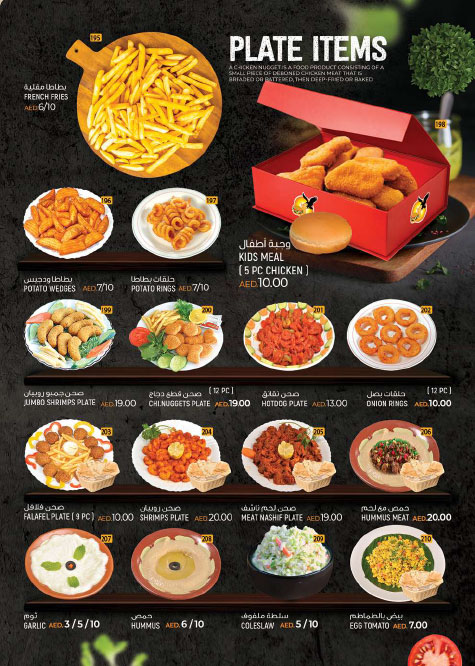 195
بطاطا مقلية
FRENCH FRIES
AED.6/10
PLATE ITEMS
A CHICKEN NUGGET IS A FOOD PRODUCT CONSISTING OF A
SMALL PIECE OF DEBONED CHICKEN MEAT THAT IS
BREADED OR BATTERED, THEN DEEP-FRIED OR BAKED
198
وجبة أطفال
KIDS MEAL
( 5 PC CHICKEN )
AED.10.00
196
بطاطا ودجيس
POTATO WEDGES AED.7/10
197
حلقات بطاطا
POTATO RINGS AED.7/10
199
صحن جمبو روبيان
JUMBO SHRIMPS PLATE AED.19.00
200
صحن قطع دجاج (12 PC)
CHI.NUGGETS PLATE AED.19.00
201
صحن نقانق
HOTDOG PLATE AED.13.00
202
حلقات بصل (12 PC)
ONION RINGS AED.10.00
203
صحن فلافل
FALAFEL PLATE ( 9 PC ) AED.10.00
204
صحن روبيان
SHRIMPS PLATE AED.20.00
205
صحن لحم ناشف
MEAT NASHIF PLATE AED.19.00
206
حمص مع لحم
HUMMUS MEAT AED.20.00
207
ثوم
GARLIC AED.3/5/10
208
حمص
HUMMUS AED.6/10
209
سلطة ملفوف
COLESLAW AED.5/10
210
بيض بالطماطم
EGG TOMATO AED.7.00